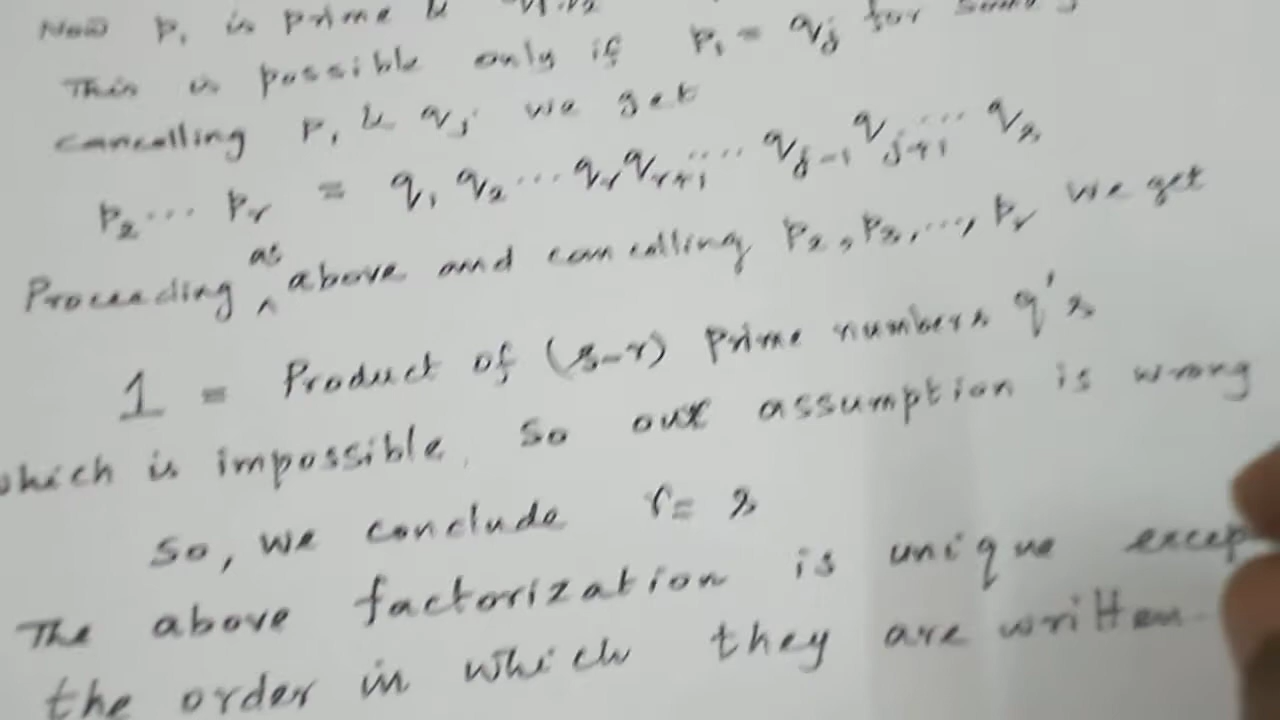 Now p₁ is prime &
This is possible only if p₁ = qⱼ for some j
cancelling p₁ & qⱼ we get
p₂ ... pᵣ = q₁ q₂ ... qᵣ qᵣ₊₁ .... qⱼ₋₁ qⱼ₊₁ ... qₛ
Proceeding as above and cancelling p₂, p₃, ..., pᵣ we get
1 = Product of (s-r) prime numbers q's
which is impossible. So our assumption is wrong
So, we conclude r = s
The above factorization is unique excep
the order in which they are written.